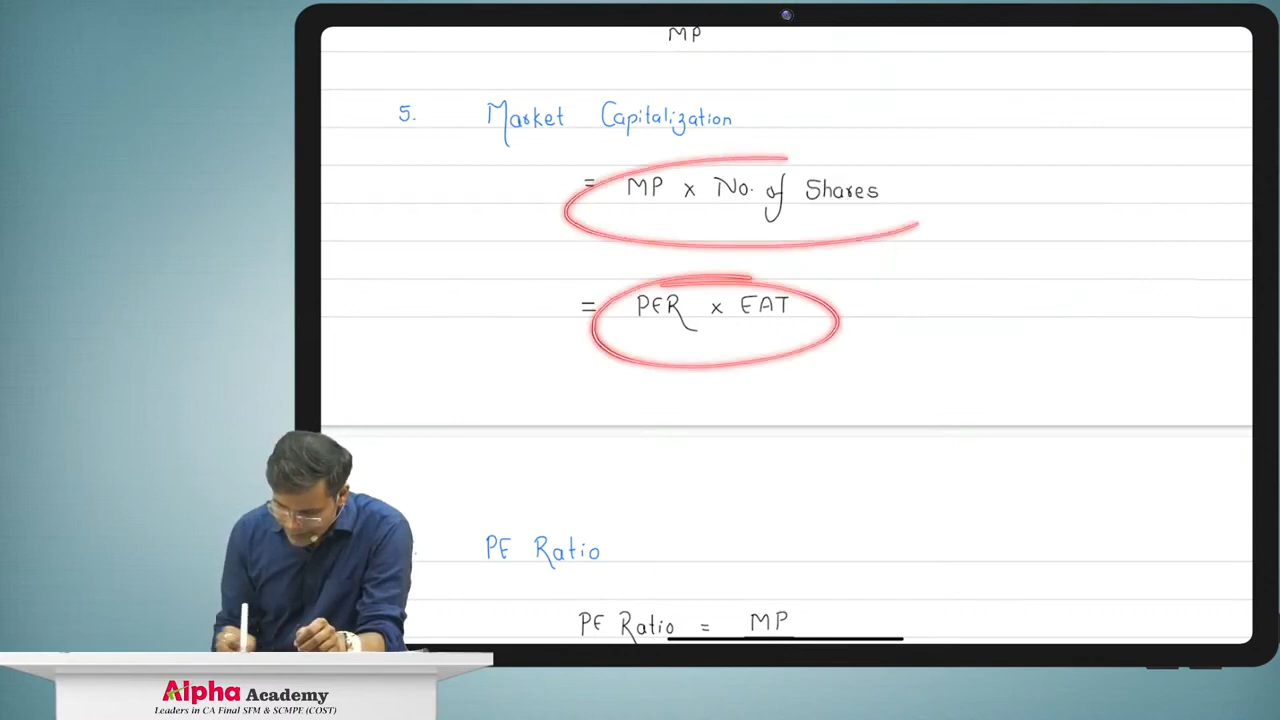 MP
5. Market Capitalization
= MP x No. of Shares
= PER x EAT
PE Ratio
PE Ratio = MP
Alpha Academy
Leaders in CA Final SFM & SCMPE (COST)